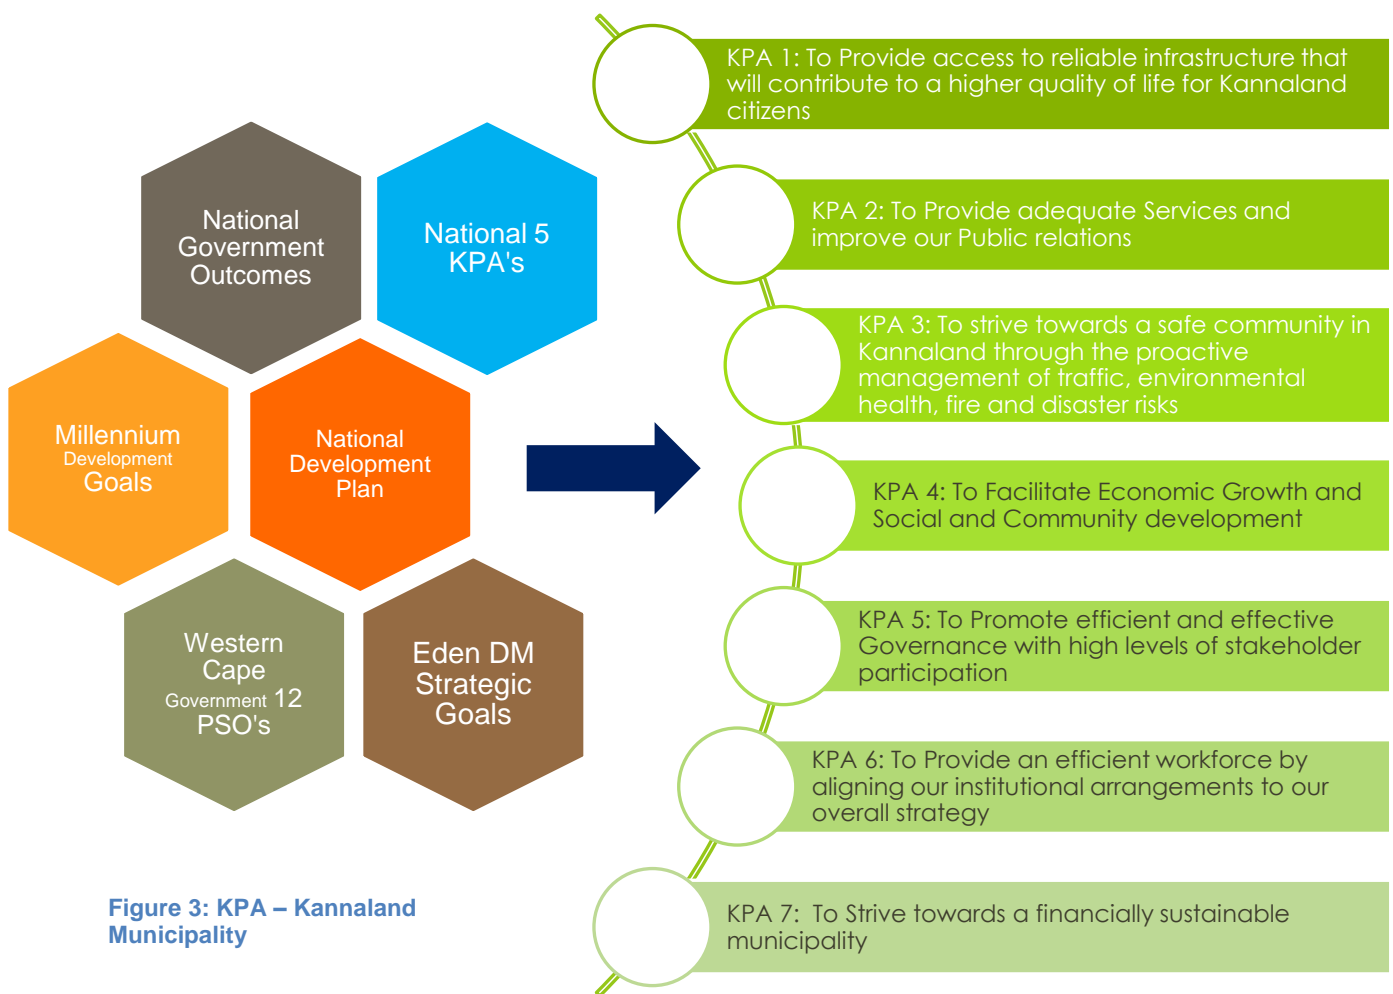 National
Government
Outcomes
National 5
KPA's
Millennium
Development
Goals
National
Development
Plan
Western
Cape
Government 12
PSO's
Eden DM
Strategic
Goals
Figure 3: KPA – Kannaland
Municipality
KPA 1: To Provide access to reliable infrastructure that
will contribute to a higher quality of life for Kannaland
citizens
KPA 2: To Provide adequate Services and
improve our Public relations
KPA 3: To strive towards a safe community in
Kannaland through the proactive
management of traffic, environmental
health, fire and disaster risks
KPA 4: To Facilitate Economic Growth and
Social and Community development
KPA 5: To Promote efficient and effective
Governance with high levels of stakeholder
participation
KPA 6: To Provide an efficient workforce by
aligning our institutional arrangements to our
overall strategy
KPA 7:  To Strive towards a financially sustainable
municipality